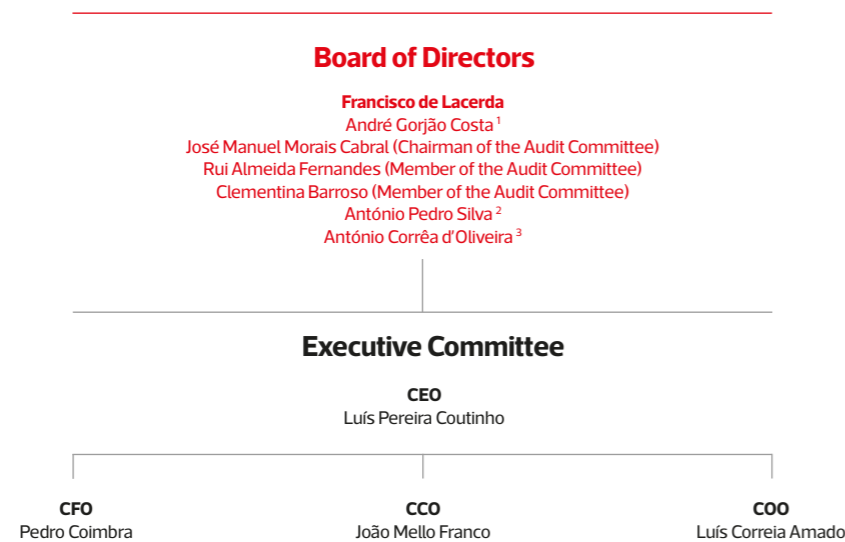 Board of Directors
Francisco de Lacerda
André Gorjão Costa ¹
José Manuel Morais Cabral (Chairman of the Audit Committee)
Rui Almeida Fernandes (Member of the Audit Committee)
Clementina Barroso (Member of the Audit Committee)
António Pedro Silva ²
António Corrêa d’Oliveira ³
Executive Committee
CEO
Luís Pereira Coutinho
CFO CCO COO
Pedro Coimbra João Mello Franco Luís Correia Amado